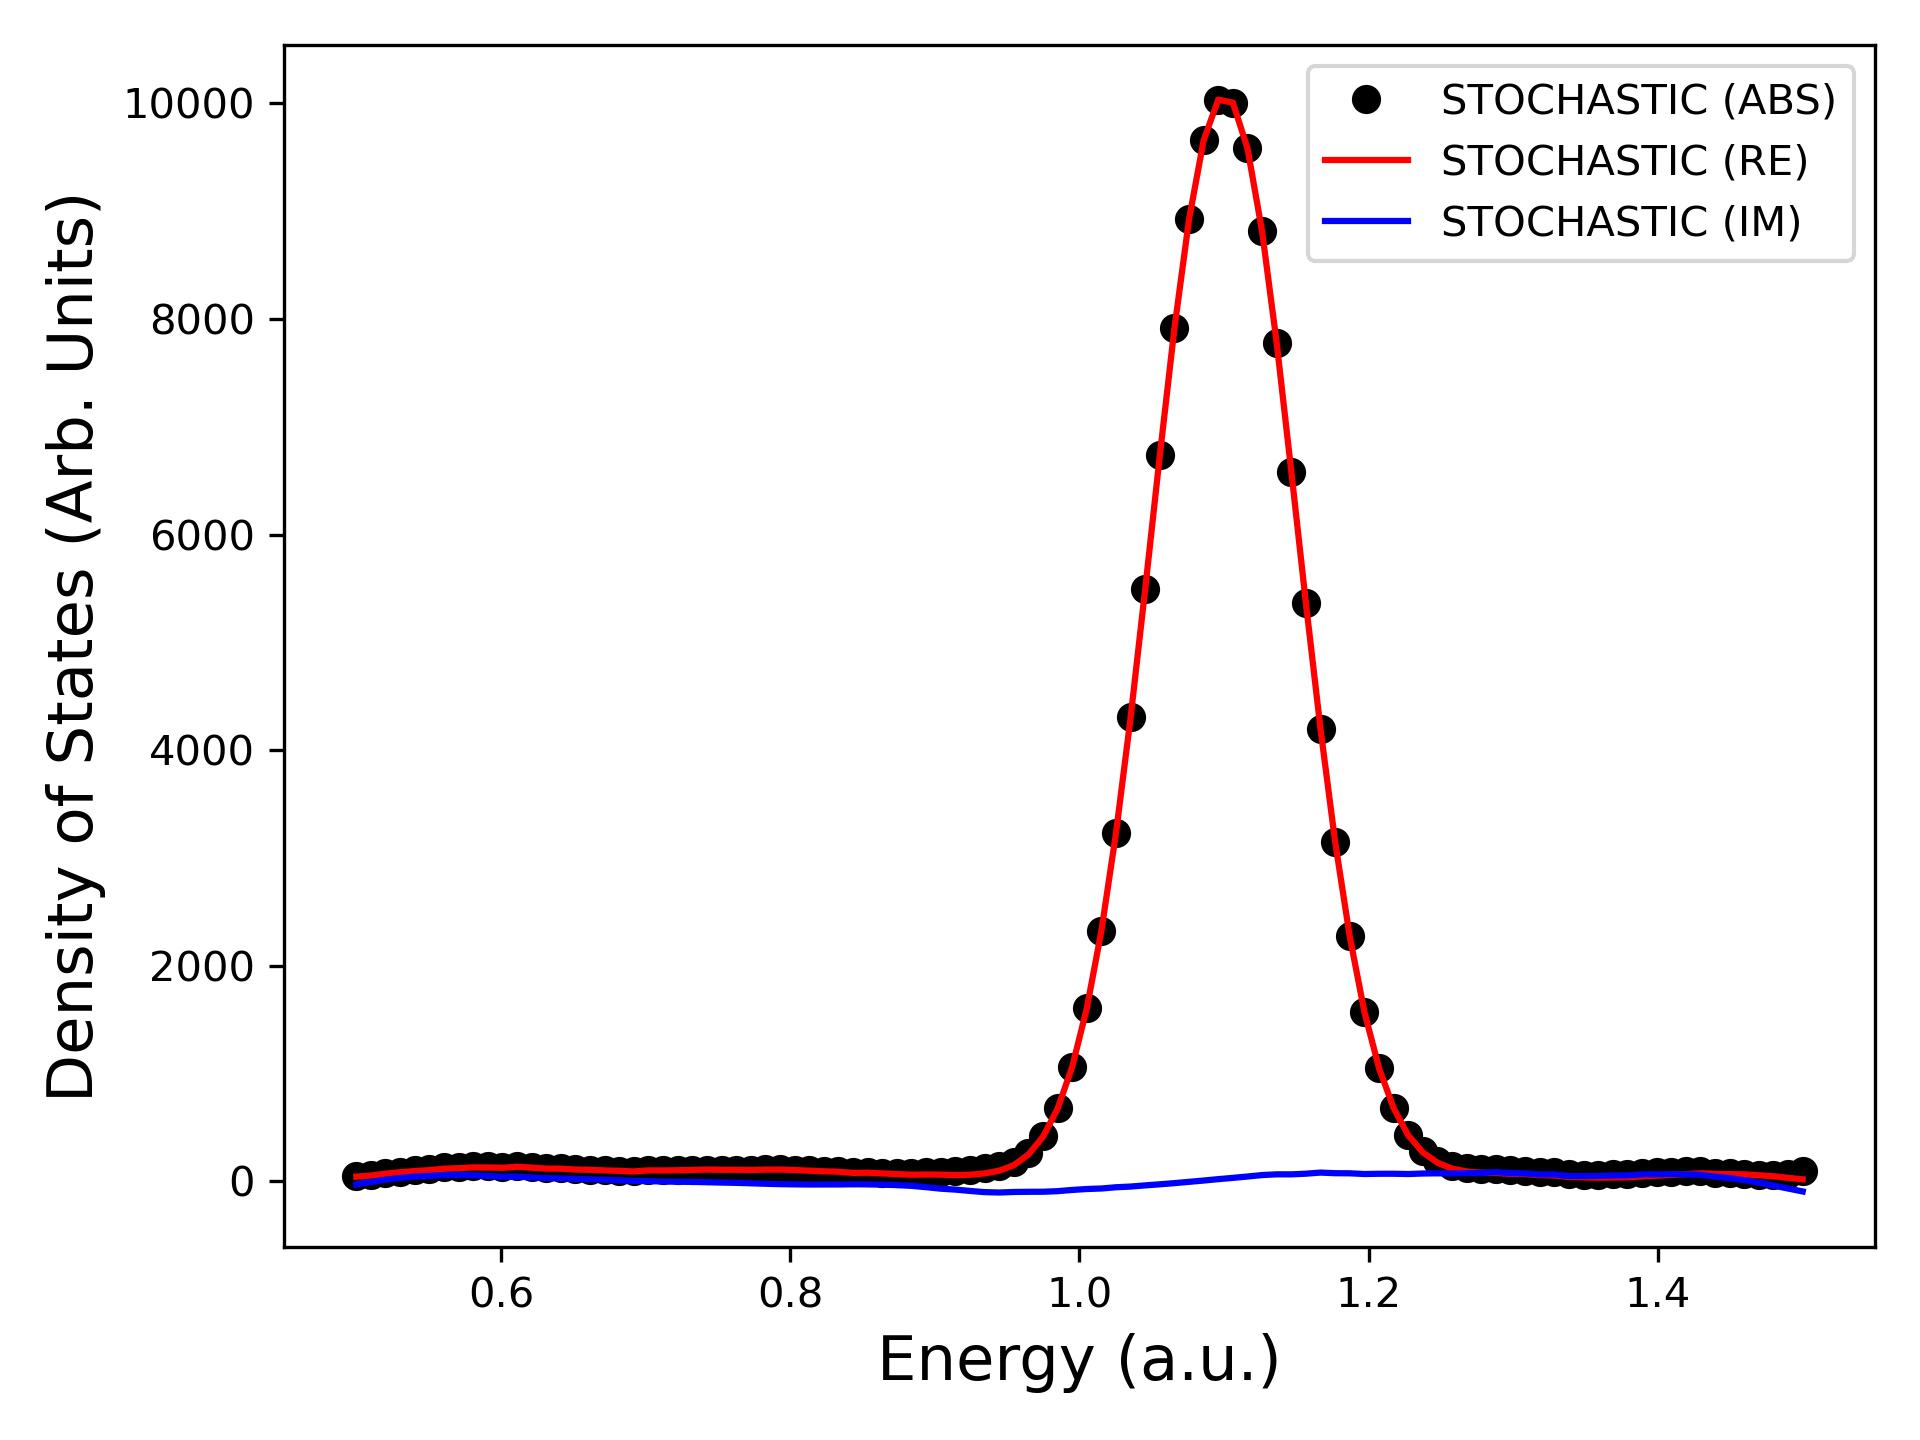 10000
8000
6000
4000
2000
0
Density of States (Arb. Units)
STOCHASTIC (ABS)
STOCHASTIC (RE)
STOCHASTIC (IM)
0.6 0.8 1.0 1.2 1.4
Energy (a.u.)